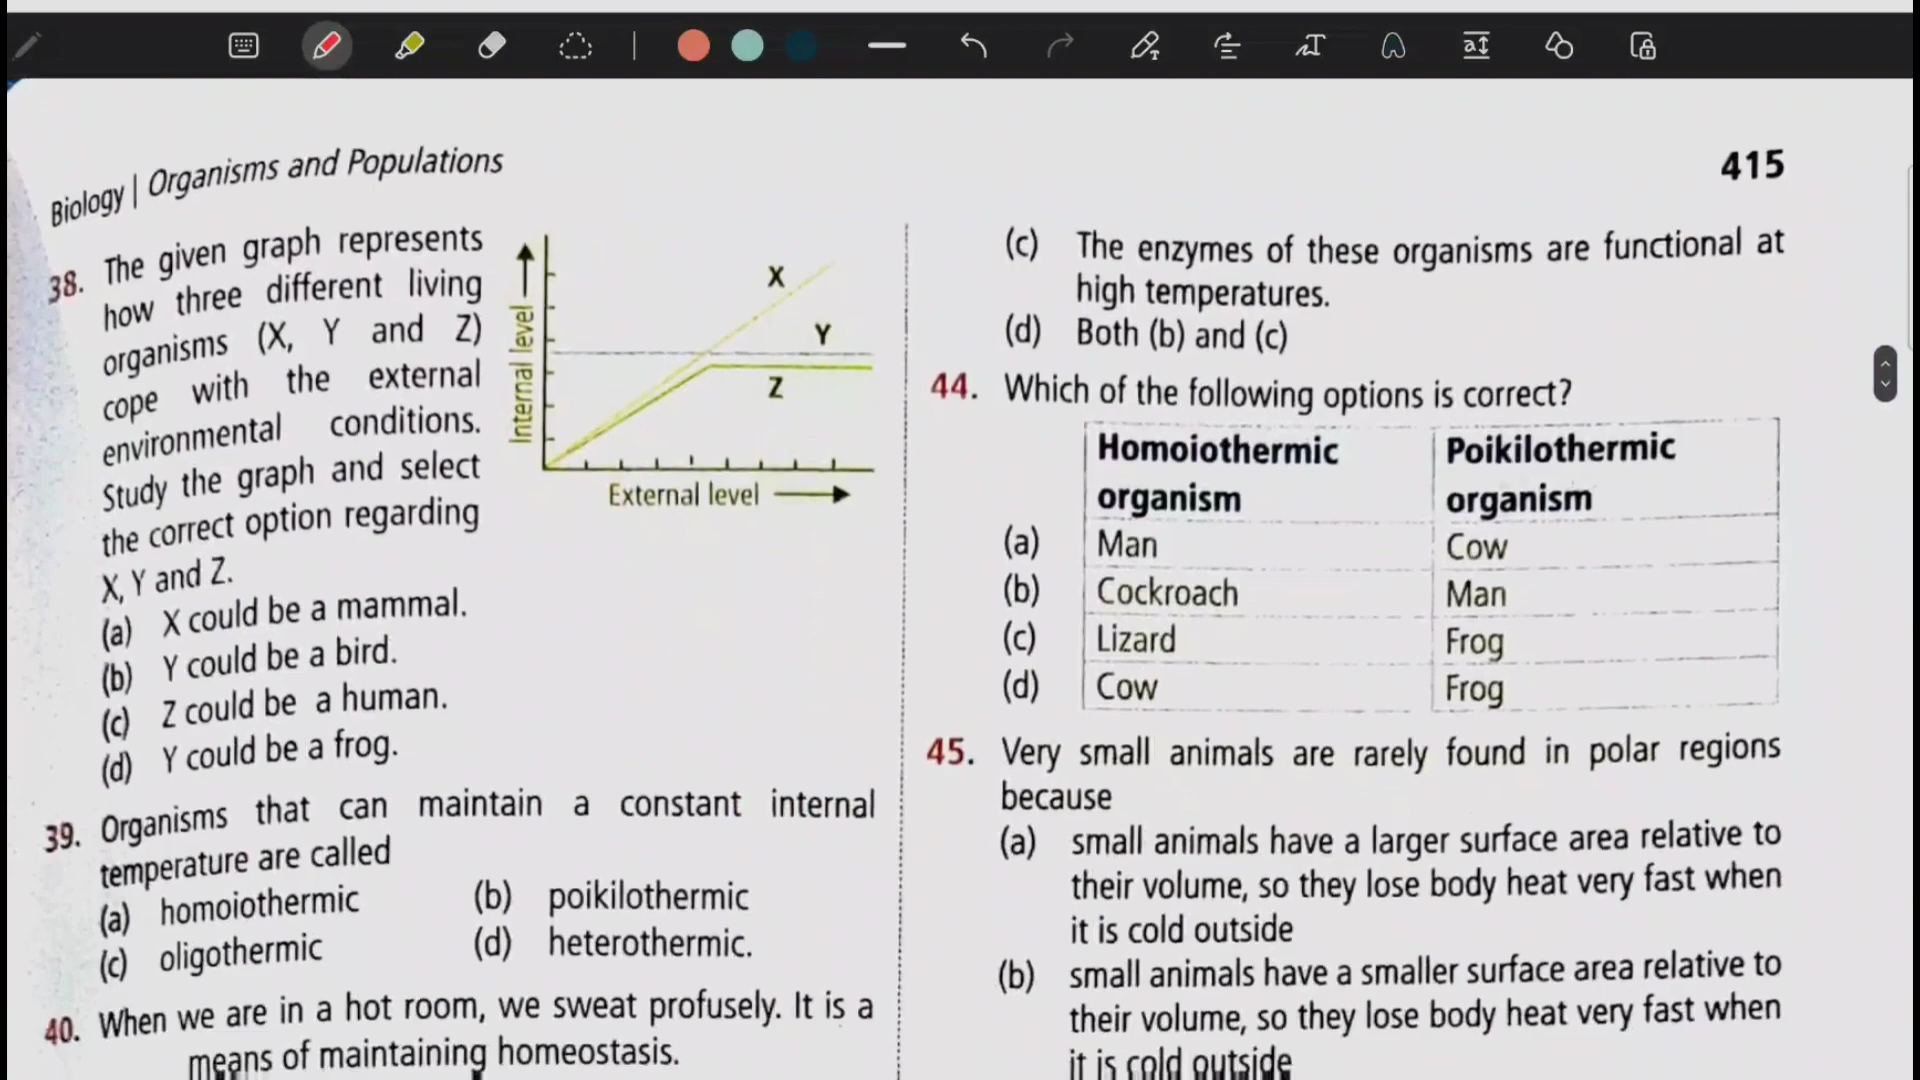 Biology | Organisms and Populations
415
38. The given graph represents
how three different living
organisms (X, Y and Z)
cope with the external
environmental conditions.
Study the graph and select
the correct option regarding
X, Y and Z.
Internal level
X
Y
Z
External level
(a) X could be a mammal.
(b) Y could be a bird.
(c) Z could be a human.
(d) Y could be a frog.
39. Organisms that can maintain a constant internal
temperature are called
(a) homoiothermic (b) poikilothermic
(c) oligothermic (d) heterothermic.
40. When we are in a hot room, we sweat profusely. It is a
means of maintaining homeostasis.
(c) The enzymes of these organisms are functional at
high temperatures.
(d) Both (b) and (c)
44. Which of the following options is correct?
Homoiothermic organism Poikilothermic organism
(a) Man Cow
(b) Cockroach Man
(c) Lizard Frog
(d) Cow Frog
45. Very small animals are rarely found in polar regions
because
(a) small animals have a larger surface area relative to
their volume, so they lose body heat very fast when
it is cold outside
(b) small animals have a smaller surface area relative to
their volume, so they lose body heat very fast when
it is cold outside